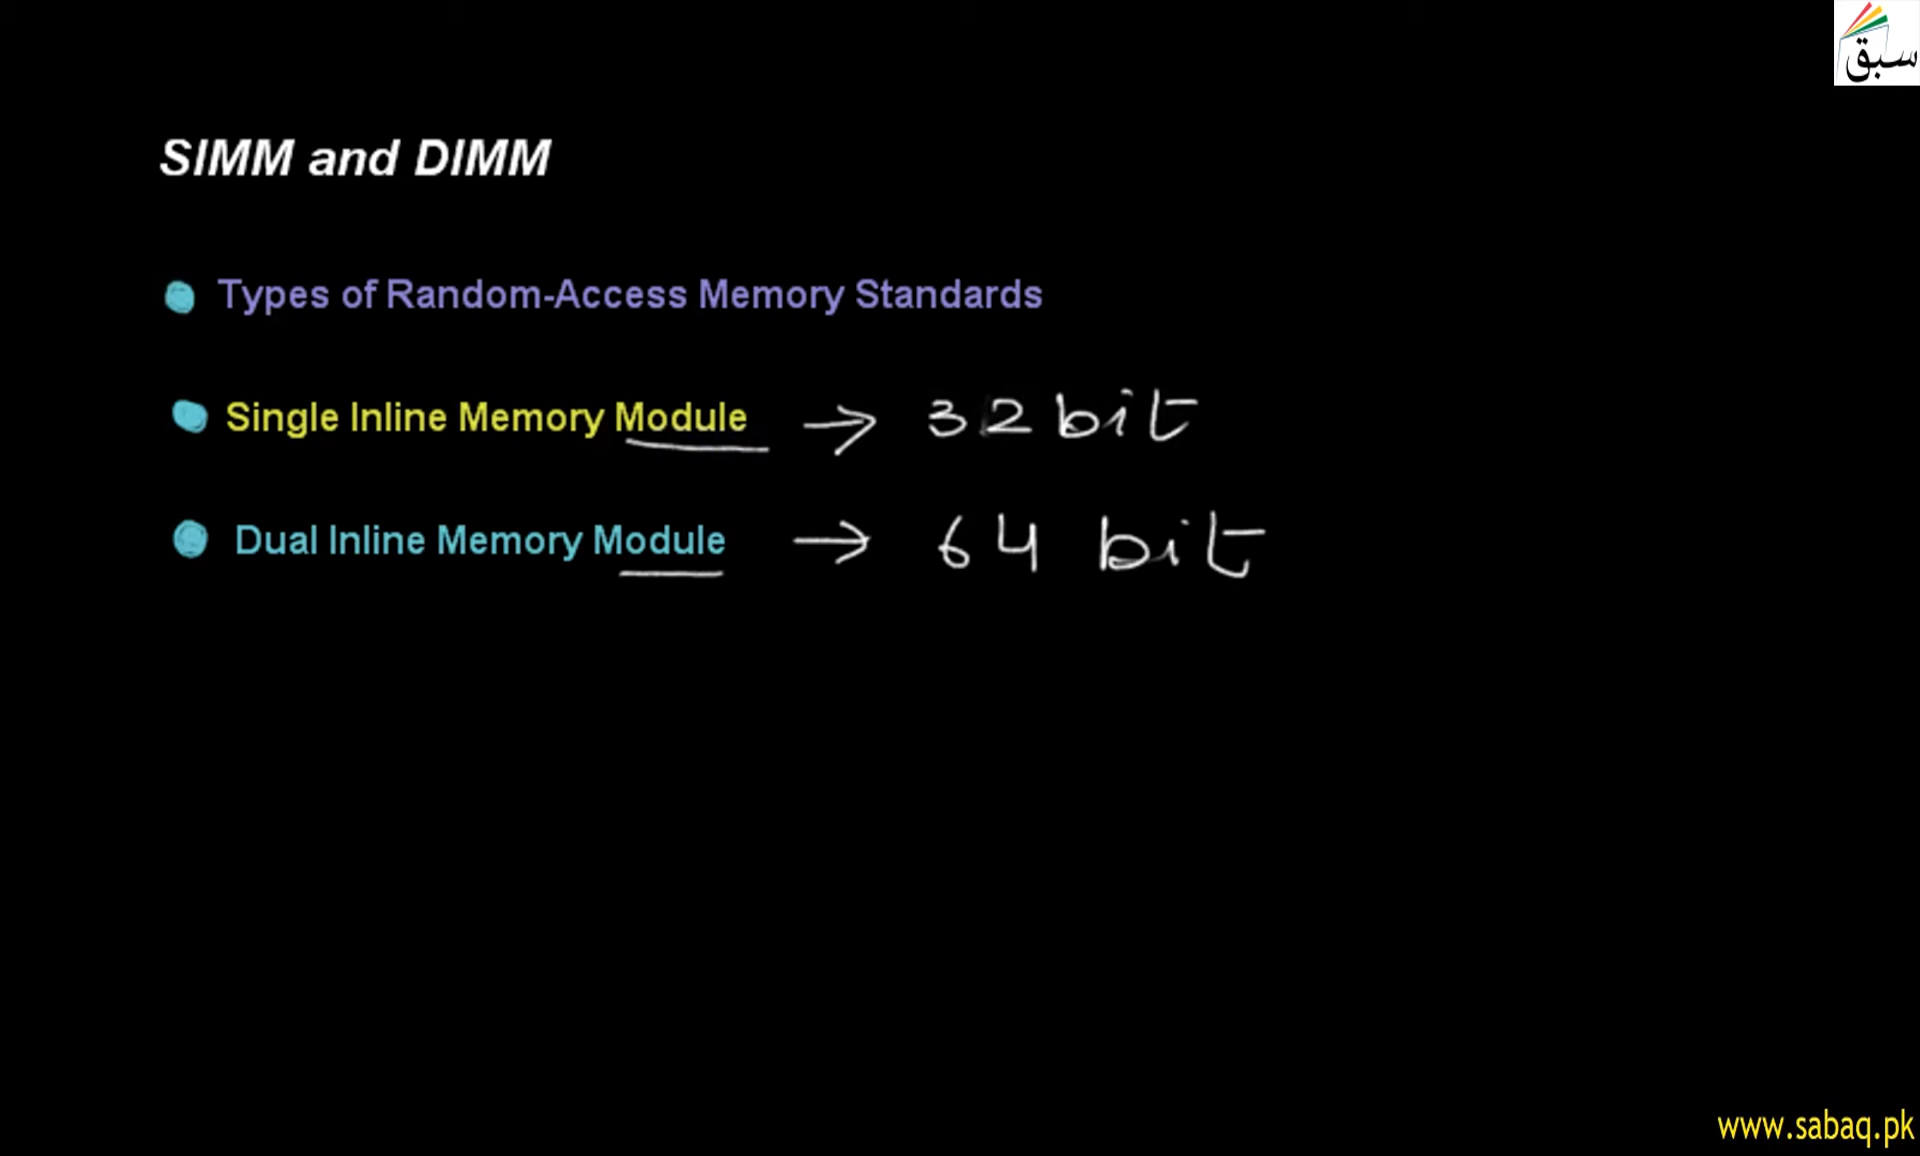 سبق
SIMM and DIMM
Types of Random-Access Memory Standards
Single Inline Memory Module → 32 bit
Dual Inline Memory Module → 64 bit
www.sabaq.pk